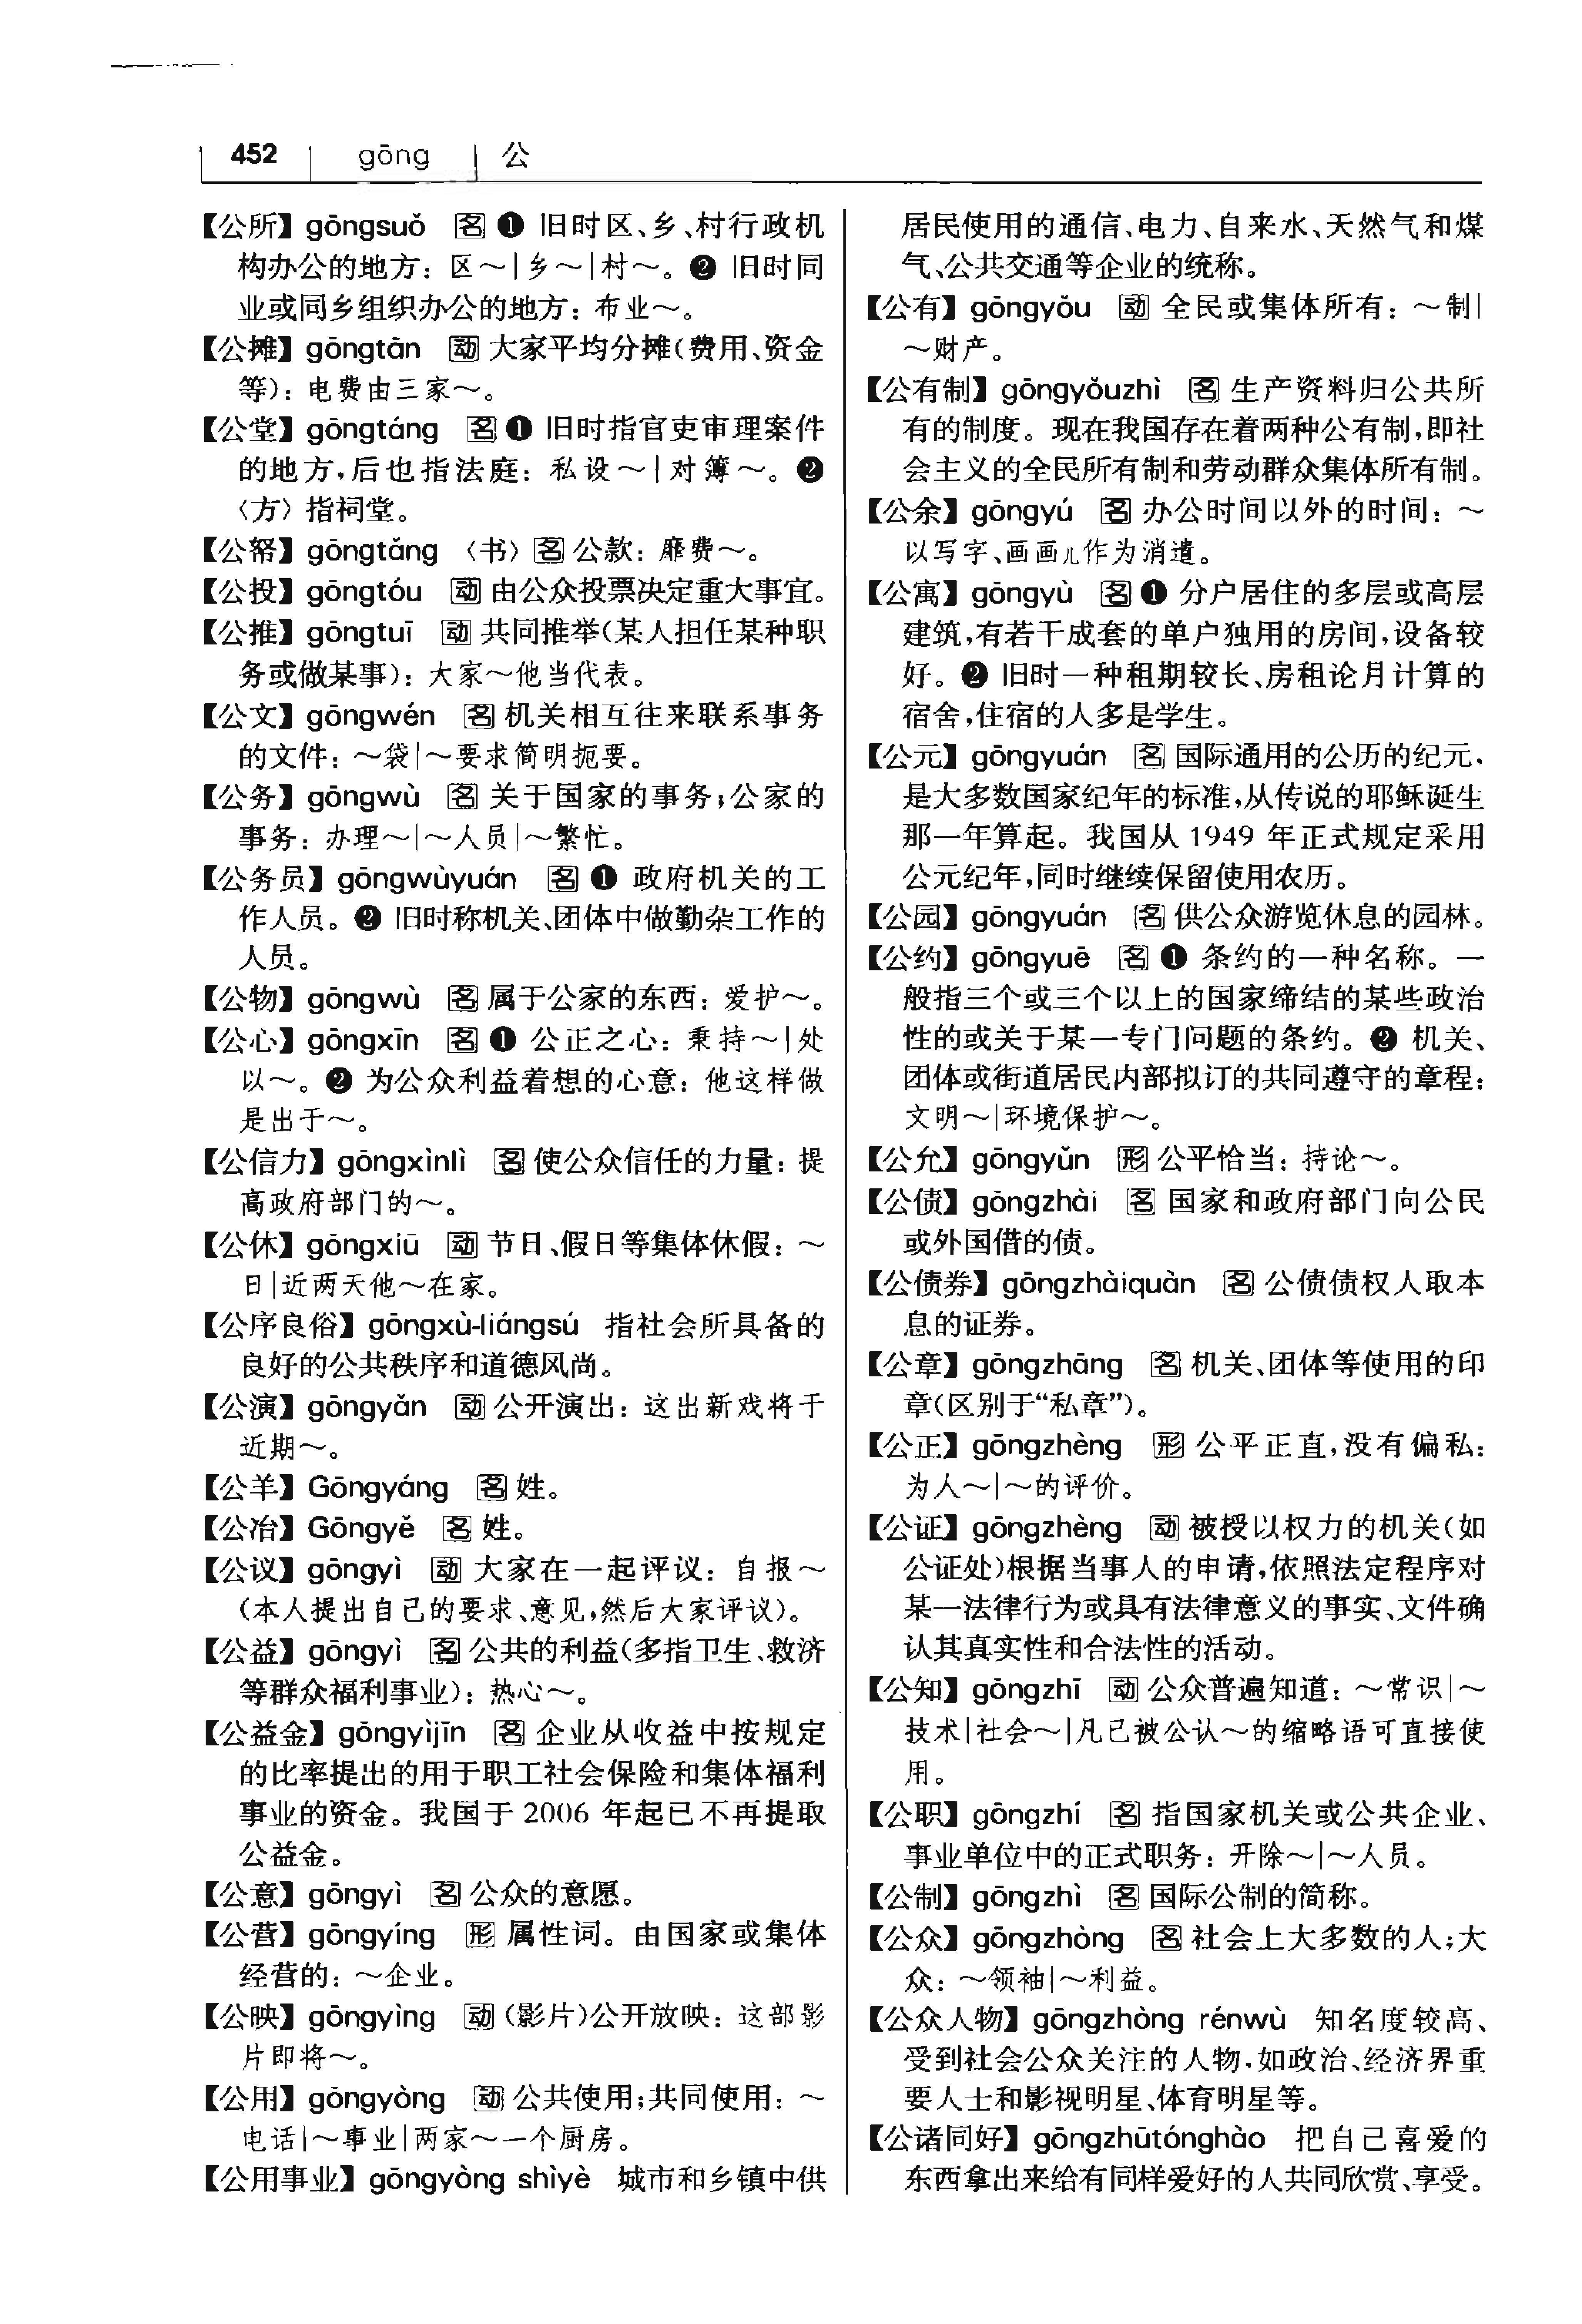 452 gōng 公
【公所】gōngsuǒ 名 ❶ 旧时区、乡、村行政机
构办公的地方：区～|乡～|村～。❷ 旧时同
业或同乡组织办公的地方：布业～。
【公摊】gōngtān 动 大家平均分摊（费用、资金
等）：电费由三家～。
【公堂】gōngtáng 名 ❶ 旧时指官吏审理案件
的地方，后也指法庭：私设～|对簿～。❷
〈方〉指祠堂。
【公帑】gōngtǎng 〈书〉名 公款：靡费～。
【公投】gōngtóu 动 由公众投票决定重大事宜。
【公推】gōngtuī 动 共同推举（某人担任某种职
务或做某事）：大家～他当代表。
【公文】gōngwén 名 机关相互往来联系事务
的文件：～袋|～要求简明扼要。
【公务】gōngwù 名 关于国家的事务；公家的
事务：办理～|～人员|～繁忙。
【公务员】gōngwùyuán 名 ❶ 政府机关的工
作人员。❷ 旧时称机关、团体中做勤杂工作的
人员。
【公物】gōngwù 名 属于公家的东西：爱护～。
【公心】gōngxīn 名 ❶ 公正之心：秉持～|处
以～。❷ 为公众利益着想的心意：他这样做
是出于～。
【公信力】gōngxìnlì 名 使公众信任的力量：提
高政府部门的～。
【公休】gōngxiū 动 节日、假日等集体休假：～
日|近两天他～在家。
【公序良俗】gōngxù-liángsú 指社会所具备的
良好的公共秩序和道德风尚。
【公演】gōngyǎn 动 公开演出：这出新戏将于
近期～。
【公羊】Gōngyáng 名 姓。
【公冶】Gōngyě 名 姓。
【公议】gōngyì 动 大家在一起评议：自报～
（本人提出自己的要求、意见，然后大家评议）。
【公益】gōngyì 名 公共的利益（多指卫生、救济
等群众福利事业）：热心～。
【公益金】gōngyìjīn 名 企业从收益中按规定
的比率提出的用于职工社会保险和集体福利
事业的资金。我国于 2006 年起已不再提取
公益金。
【公意】gōngyì 名 公众的意愿。
【公营】gōngyíng 形 属性词。由国家或集体
经营的：～企业。
【公映】gōngyìng 动 （影片）公开放映：这部影
片即将～。
【公用】gōngyòng 动 公共使用；共同使用：～
电话|～事业|两家～一个厨房。
【公用事业】gōngyòng shìyè 城市和乡镇中供
居民使用的通信、电力、自来水、天然气和煤
气、公共交通等企业的统称。
【公有】gōngyǒu 动 全民或集体所有：～制|
～财产。
【公有制】gōngyǒuzhì 名 生产资料归公共所
有的制度。现在我国存在着两种公有制，即社
会主义的全民所有制和劳动群众集体所有制。
【公余】gōngyú 名 办公时间以外的时间：～
以写字、画画儿作为消遣。
【公寓】gōngyù 名 ❶ 分户居住的多层或高层
建筑，有若干成套的单户独用的房间，设备较
好。❷ 旧时一种租期较长、房租论月计算的
宿舍，住宿的人多是学生。
【公元】gōngyuán 名 国际通用的公历的纪元，
是大多数国家纪年的标准，从传说的耶稣诞生
那一年算起。我国从 1949 年正式规定采用
公元纪年，同时继续保留使用农历。
【公园】gōngyuán 名 供公众游览休息的园林。
【公约】gōngyuē 名 ❶ 条约的一种名称。一
般指三个或三个以上的国家缔结的某些政治
性的或关于某一专门问题的条约。❷ 机关、
团体或街道居民内部拟订的共同遵守的章程：
文明～|环境保护～。
【公允】gōngyǔn 形 公平恰当：持论～。
【公债】gōngzhài 名 国家和政府部门向公民
或外国借的债。
【公债券】gōngzhàiquàn 名 公债债权人取本
息的证券。
【公章】gōngzhāng 名 机关、团体等使用的印
章（区别于“私章”）。
【公正】gōngzhèng 形 公平正直，没有偏私：
为人～|～的评价。
【公证】gōngzhèng 动 被授以权力的机关（如
公证处）根据当事人的申请，依照法定程序对
某一法律行为或具有法律意义的事实、文件确
认其真实性和合法性的活动。
【公知】gōngzhī 动 公众普遍知道：～常识|～
技术|社会～|凡已被公认～的缩略语可直接使
用。
【公职】gōngzhí 名 指国家机关或公共企业、
事业单位中的正式职务：开除～|～人员。
【公制】gōngzhì 名 国际公制的简称。
【公众】gōngzhòng 名 社会上大多数的人；大
众：～领袖|～利益。
【公众人物】gōngzhòng rénwù 知名度较高、
受到社会公众关注的人物，如政治、经济界重
要人士和影视明星、体育明星等。
【公诸同好】gōngzhūtónghào 把自己喜爱的
东西拿出来给有同样爱好的人共同欣赏、享受。